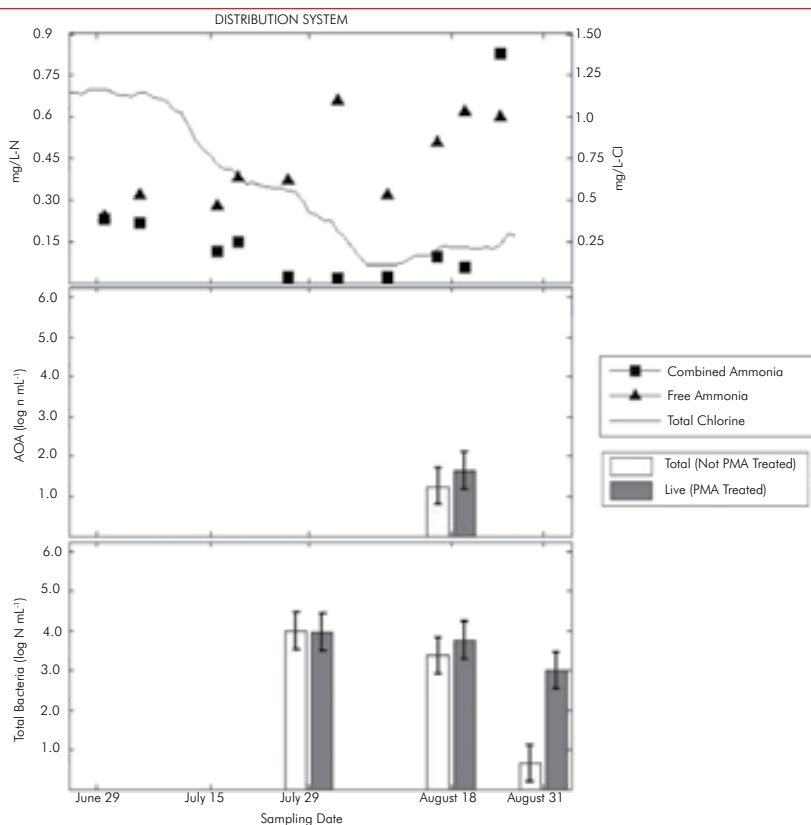 DISTRIBUTION SYSTEM
0.9
0.75
0.6
0.45
0.30
0.15
mg/L-N
1.50
1.25
1.0
0.75
0.5
0.25
mg/L-Cl
6.0
5.0
4.0
3.0
2.0
1.0
AOA (log n mL⁻¹)
Combined Ammonia
Free Ammonia
Total Chlorine
Total (Not PMA Treated)
Live (PMA Treated)
6.0
5.0
4.0
3.0
2.0
1.0
Total Bacteria (log N mL⁻¹)
June 29 July 15 July 29 August 18 August 31
Sampling Date